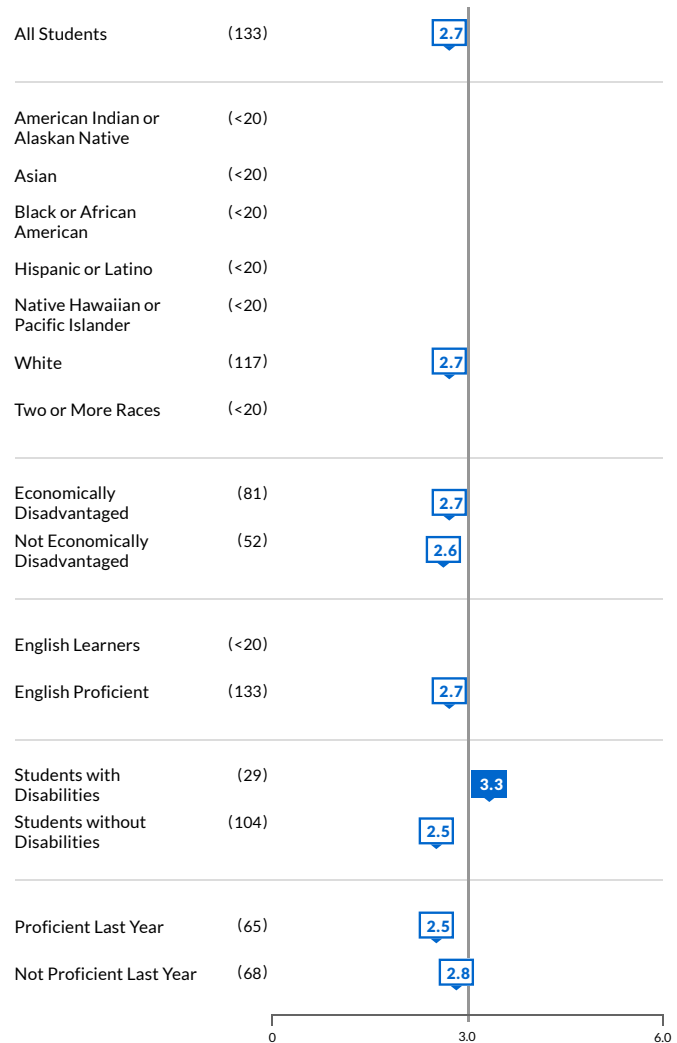 All Students (133) 2.7
American Indian or (<20)
Alaskan Native
Asian (<20)
Black or African (<20)
American
Hispanic or Latino (<20)
Native Hawaiian or (<20)
Pacific Islander
White (117) 2.7
Two or More Races (<20)
Economically (81) 2.7
Disadvantaged
Not Economically (52) 2.6
Disadvantaged
English Learners (<20)
English Proficient (133) 2.7
Students with (29) 3.3
Disabilities
Students without (104) 2.5
Disabilities
Proficient Last Year (65) 2.5
Not Proficient Last Year (68) 2.8
0 3.0 6.0